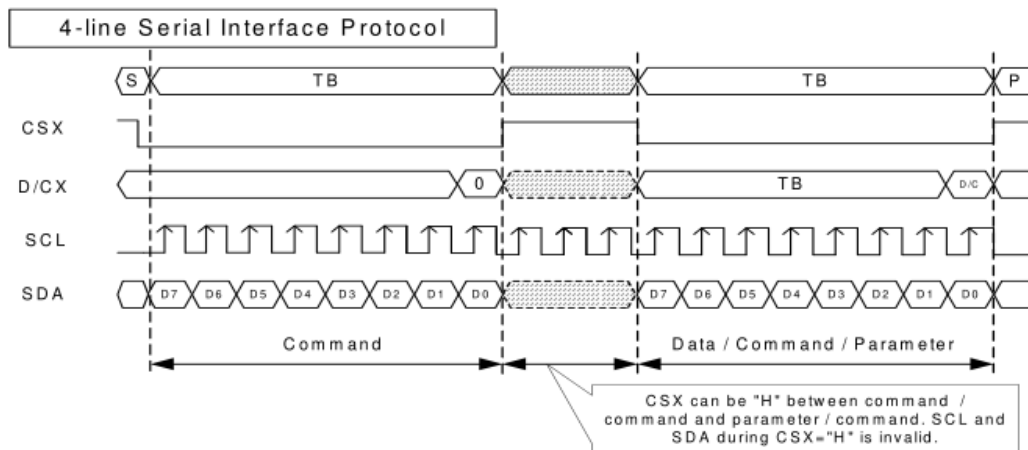 4-line Serial Interface Protocol
S TB TB P
CSX
D/CX 0 TB D/C
SCL
SDA D7 D6 D5 D4 D3 D2 D1 D0 D7 D6 D5 D4 D3 D2 D1 D0
Command Data / Command / Parameter
CSX can be "H" between command /
command and parameter / command. SCL and
SDA during CSX="H" is invalid.